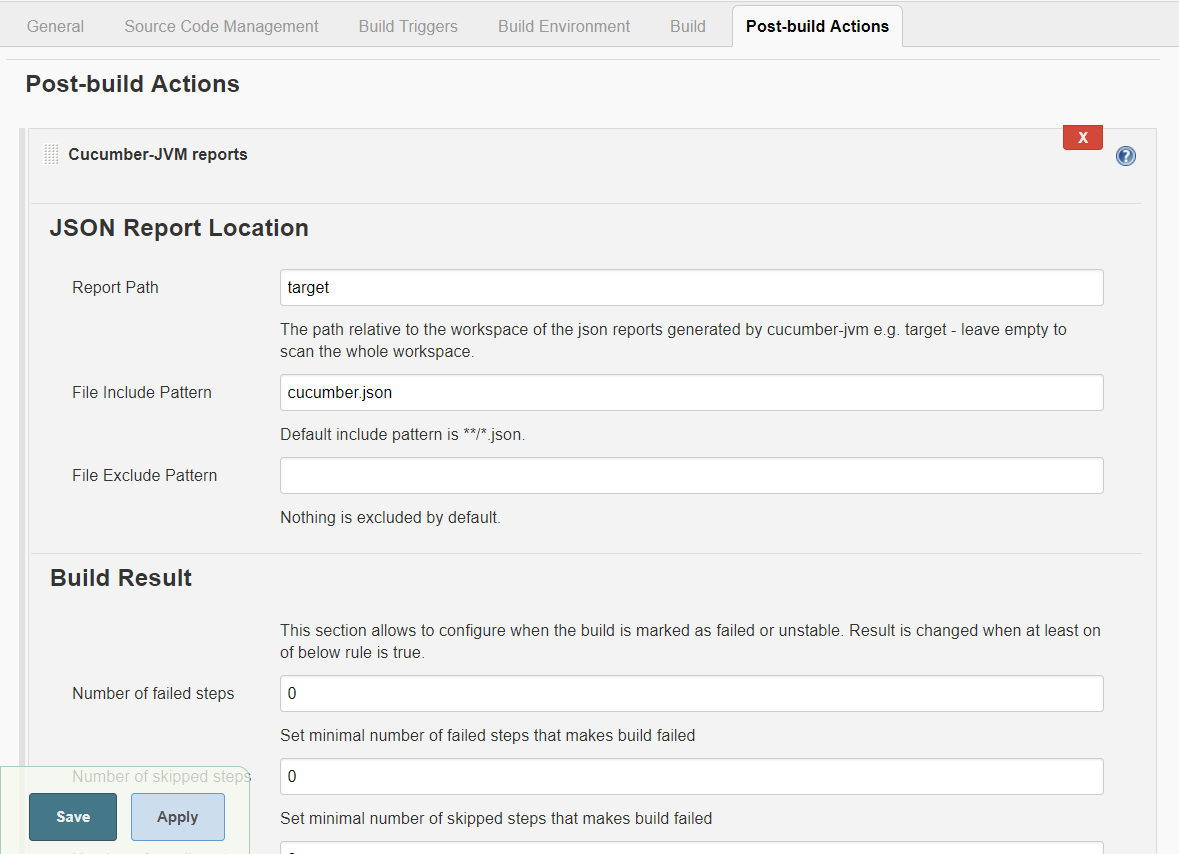 General Source Code Management Build Triggers Build Environment Build Post-build Actions
Post-build Actions
X
Cucumber-JVM reports
?
JSON Report Location
Report Path target
The path relative to the workspace of the json reports generated by cucumber-jvm e.g. target - leave empty to
scan the whole workspace.
File Include Pattern cucumber.json
Default include pattern is **/*.json.
File Exclude Pattern
Nothing is excluded by default.
Build Result
This section allows to configure when the build is marked as failed or unstable. Result is changed when at least on
of below rule is true.
Number of failed steps 0
Set minimal number of failed steps that makes build failed
Number of skipped steps 0
Save Apply
Set minimal number of skipped steps that makes build failed